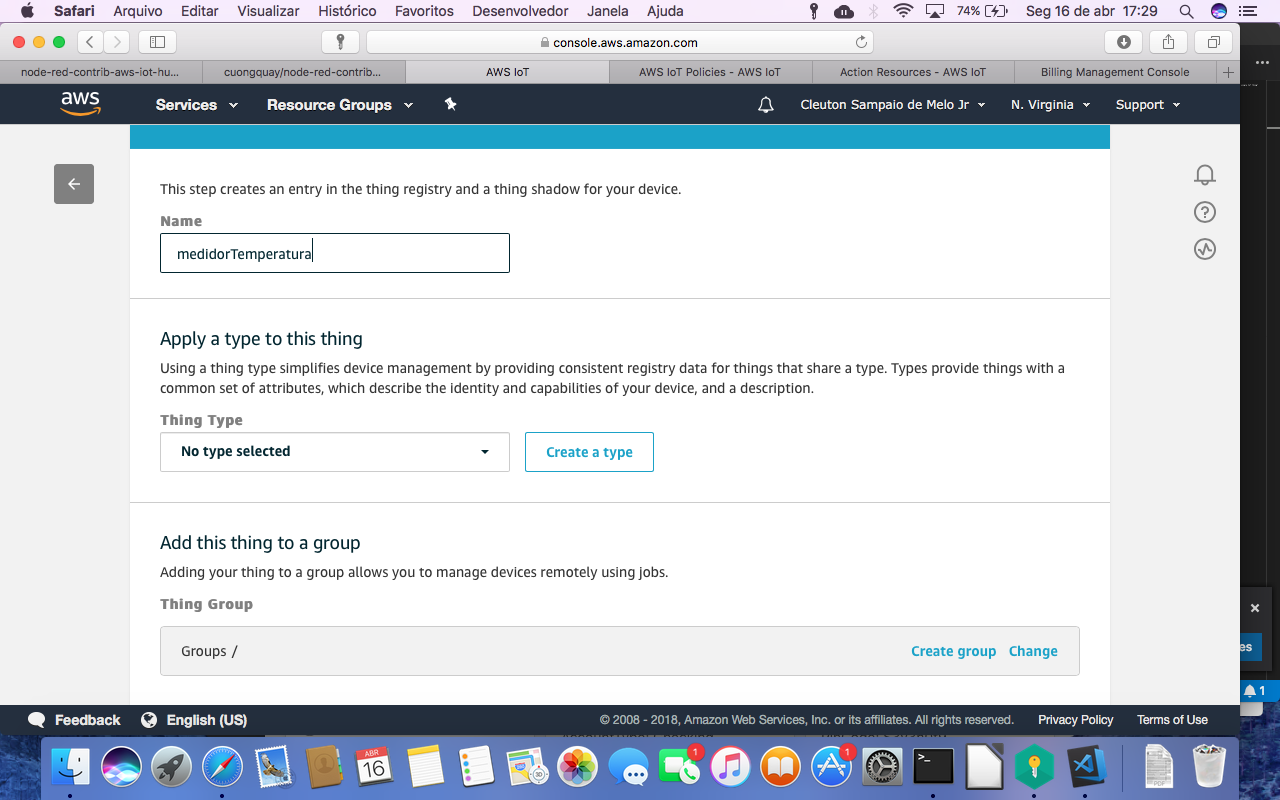 Safari Arquivo Editar Visualizar Histórico Favoritos Desenvolvedor Janela Ajuda 74% Seg 16 de abr 17:29
console.aws.amazon.com
node-red-contrib-aws-iot-hu... cuongquay/node-red-contrib... AWS IoT AWS IoT Policies - AWS IoT Action Resources - AWS IoT Billing Management Console
aws Services Resource Groups Cleuton Sampaio de Melo Jr N. Virginia Support
This step creates an entry in the thing registry and a thing shadow for your device.
Name
medidorTemperatura
Apply a type to this thing
Using a thing type simplifies device management by providing consistent registry data for things that share a type. Types provide things with a
common set of attributes, which describe the identity and capabilities of your device, and a description.
Thing Type
No type selected Create a type
Add this thing to a group
Adding your thing to a group allows you to manage devices remotely using jobs.
Thing Group
Groups / Create group Change
es
1
Feedback English (US) © 2008 - 2018, Amazon Web Services, Inc. or its affiliates. All rights reserved. Privacy Policy Terms of Use
ABR
16
30
1
1
PDF